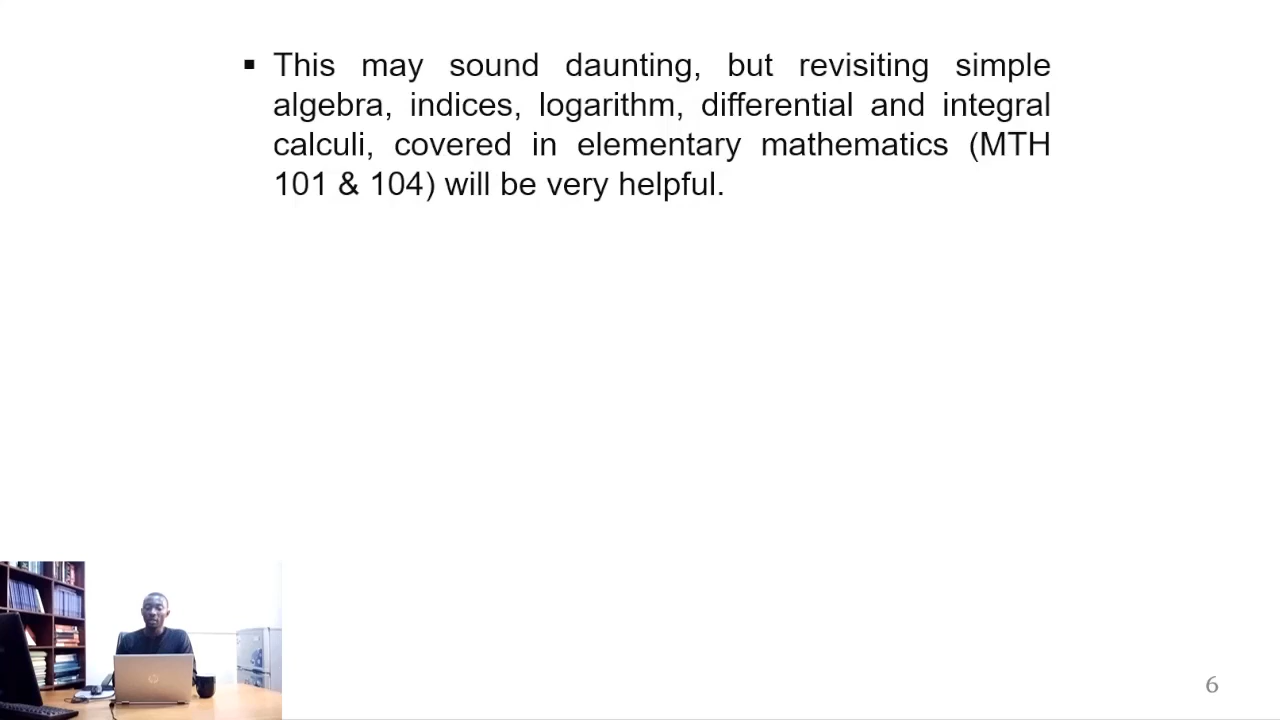 ▪ This may sound daunting, but revisiting simple
algebra, indices, logarithm, differential and integral
calculi, covered in elementary mathematics (MTH
101 & 104) will be very helpful.
6